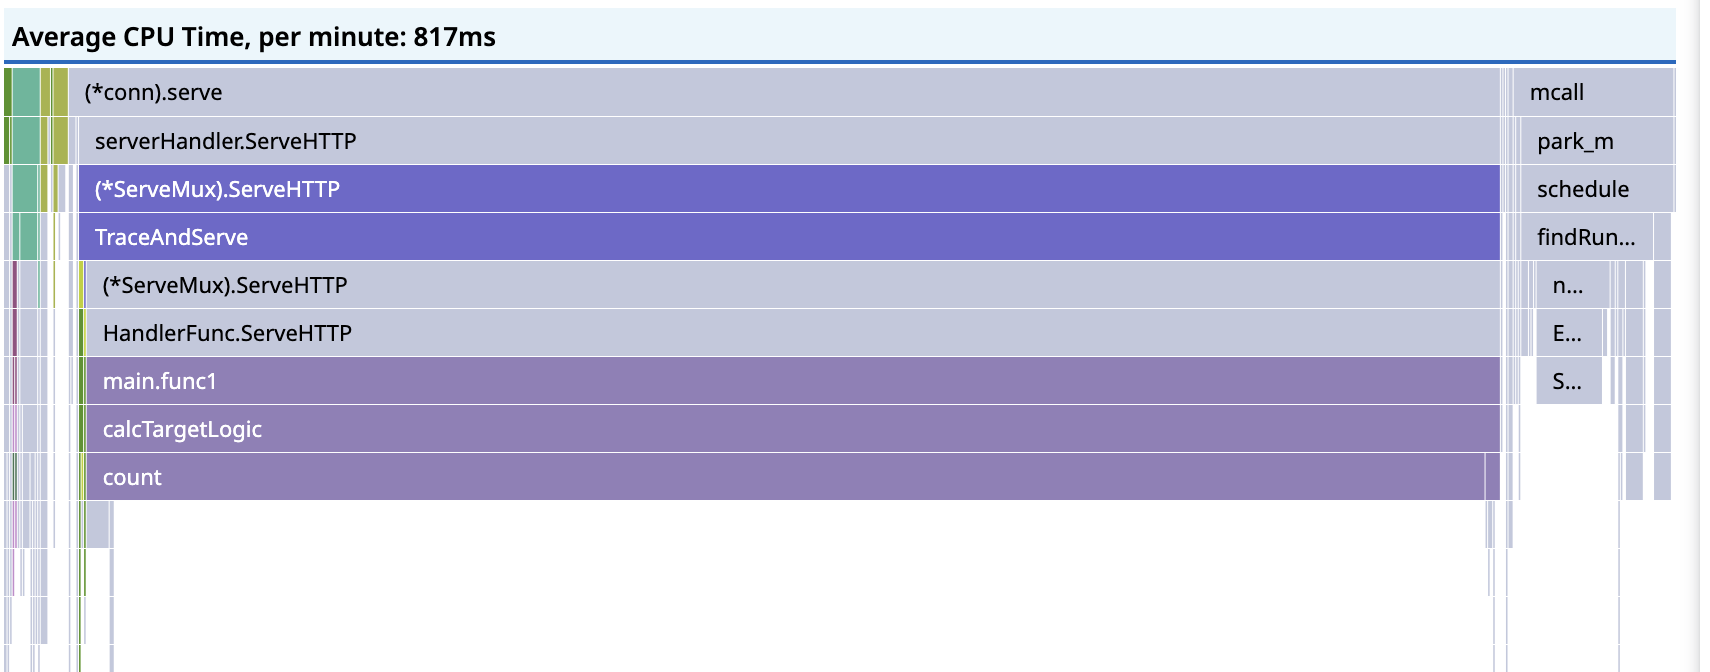 Average CPU Time, per minute: 817ms
(*conn).serve
mcall
serverHandler.ServeHTTP
park_m
(*ServeMux).ServeHTTP
schedule
TraceAndServe
findRun...
(*ServeMux).ServeHTTP
n...
HandlerFunc.ServeHTTP
E...
main.func1
S...
calcTargetLogic
count